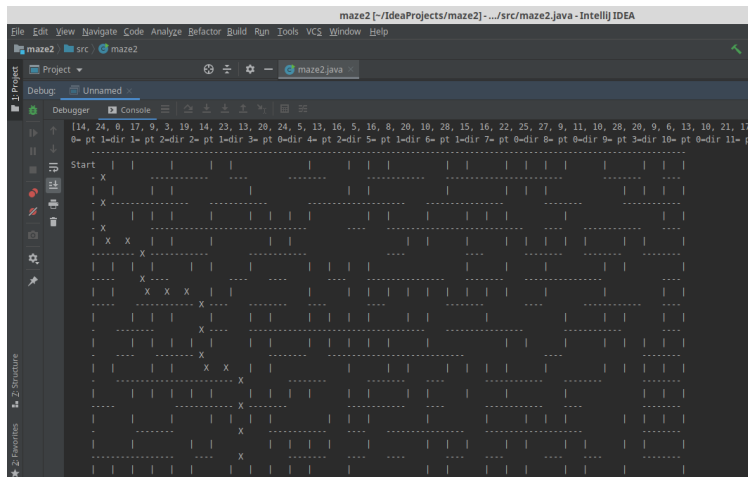 maze2 [~/IdeaProjects/maze2] - .../src/maze2.java - IntelliJ IDEA
File Edit View Navigate Code Analyze Refactor Build Run Tools VCS Window Help
maze2 src maze2
1: Project
Project
maze2.java
Debug: Unnamed
Debugger Console
[14, 24, 0, 17, 9, 3, 19, 14, 23, 13, 20, 24, 5, 13, 16, 5, 16, 8, 20, 10, 28, 15, 16, 22, 25, 27, 9, 11, 10, 28, 20, 9, 6, 13, 10, 21, 17
0= pt 1=dir 1= pt 2=dir 2= pt 1=dir 3= pt 0=dir 4= pt 2=dir 5= pt 1=dir 6= pt 1=dir 7= pt 0=dir 8= pt 0=dir 9= pt 3=dir 10= pt 0=dir 11= p
Start
X
X
X
X X
X
X
X X X
X
X
X
X X
X
X
X
X
2: Structure
2: Favorites